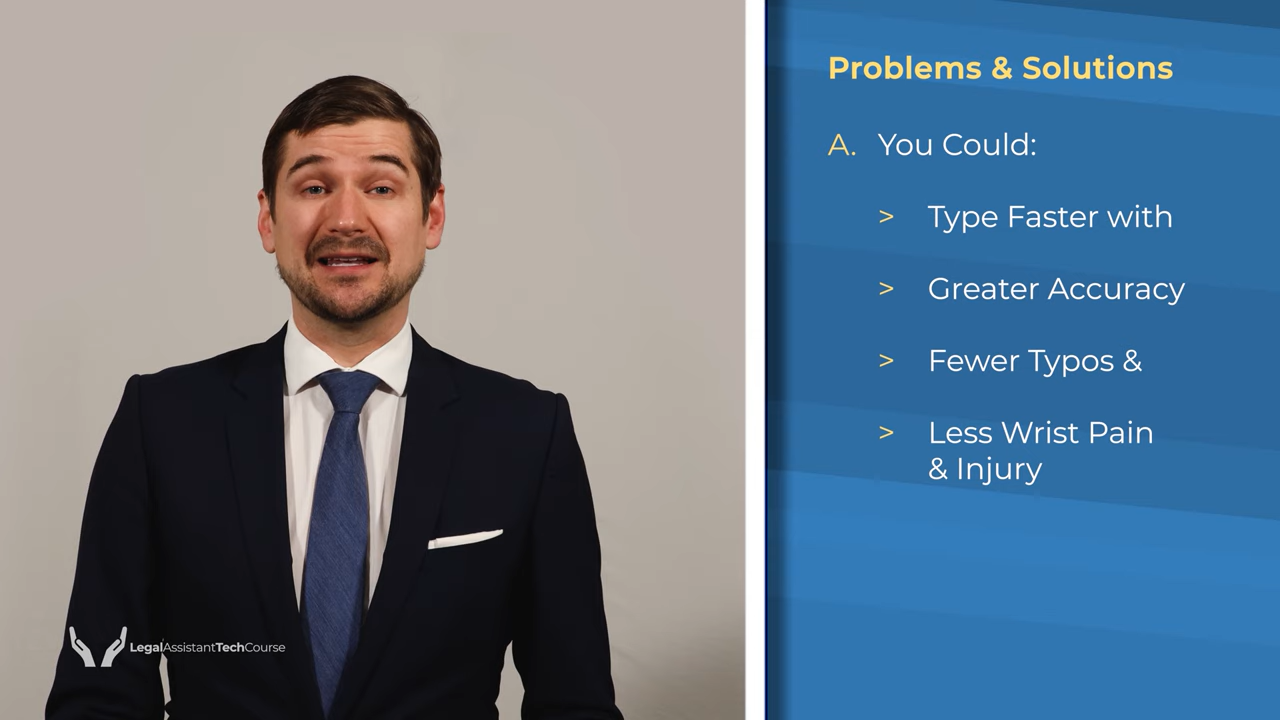 Problems & Solutions
A. You Could:
> Type Faster with
> Greater Accuracy
> Fewer Typos &
> Less Wrist Pain
& Injury
LegalAssistantTechCourse